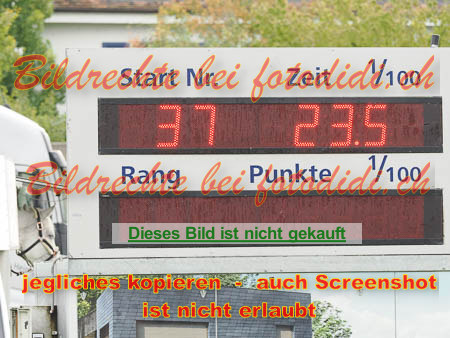 Bildrechte bei fotodidi.ch
Start Nr. Zeit 1/100
37 23.5
Bildrechte bei fotodidi.ch
Rang Punkte 1/100
Dieses Bild ist nicht gekauft
jegliches kopieren - auch Screenshot
ist nicht erlaubt